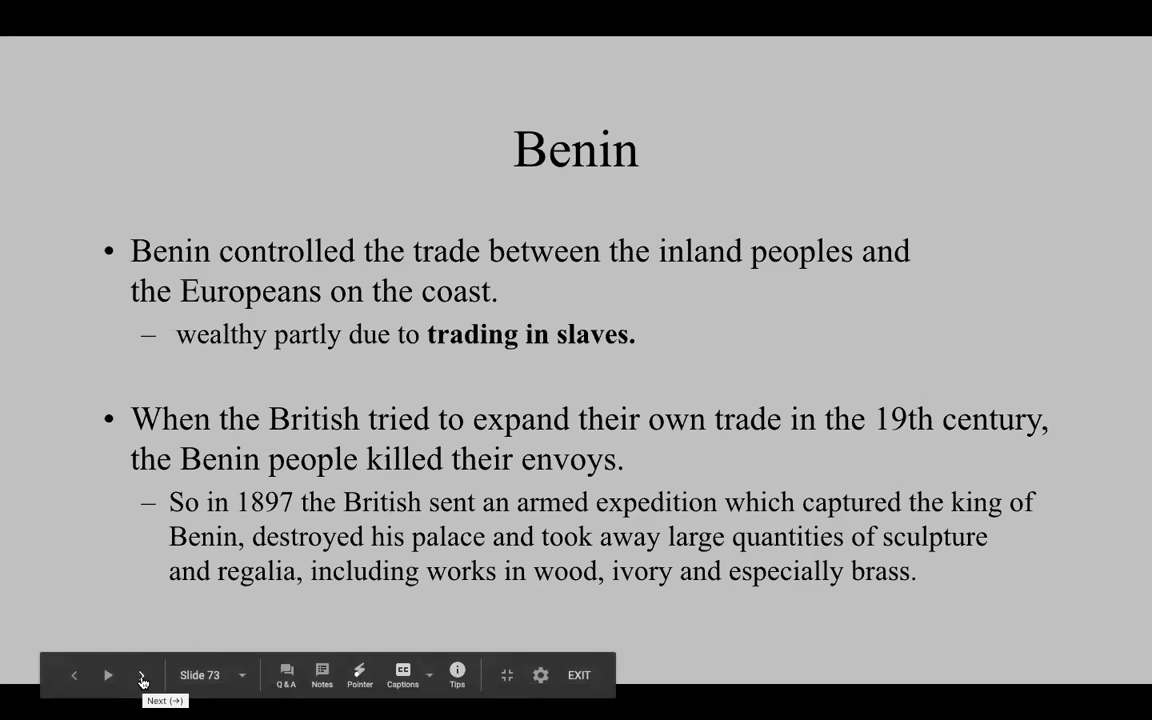 Benin
• Benin controlled the trade between the inland peoples and
the Europeans on the coast.
– wealthy partly due to trading in slaves.
• When the British tried to expand their own trade in the 19th century,
the Benin people killed their envoys.
– So in 1897 the British sent an armed expedition which captured the king of
Benin, destroyed his palace and took away large quantities of sculpture
and regalia, including works in wood, ivory and especially brass.
Slide 73
Q & A
Notes
Pointer
CC
Captions
Tips
EXIT
Next (→)